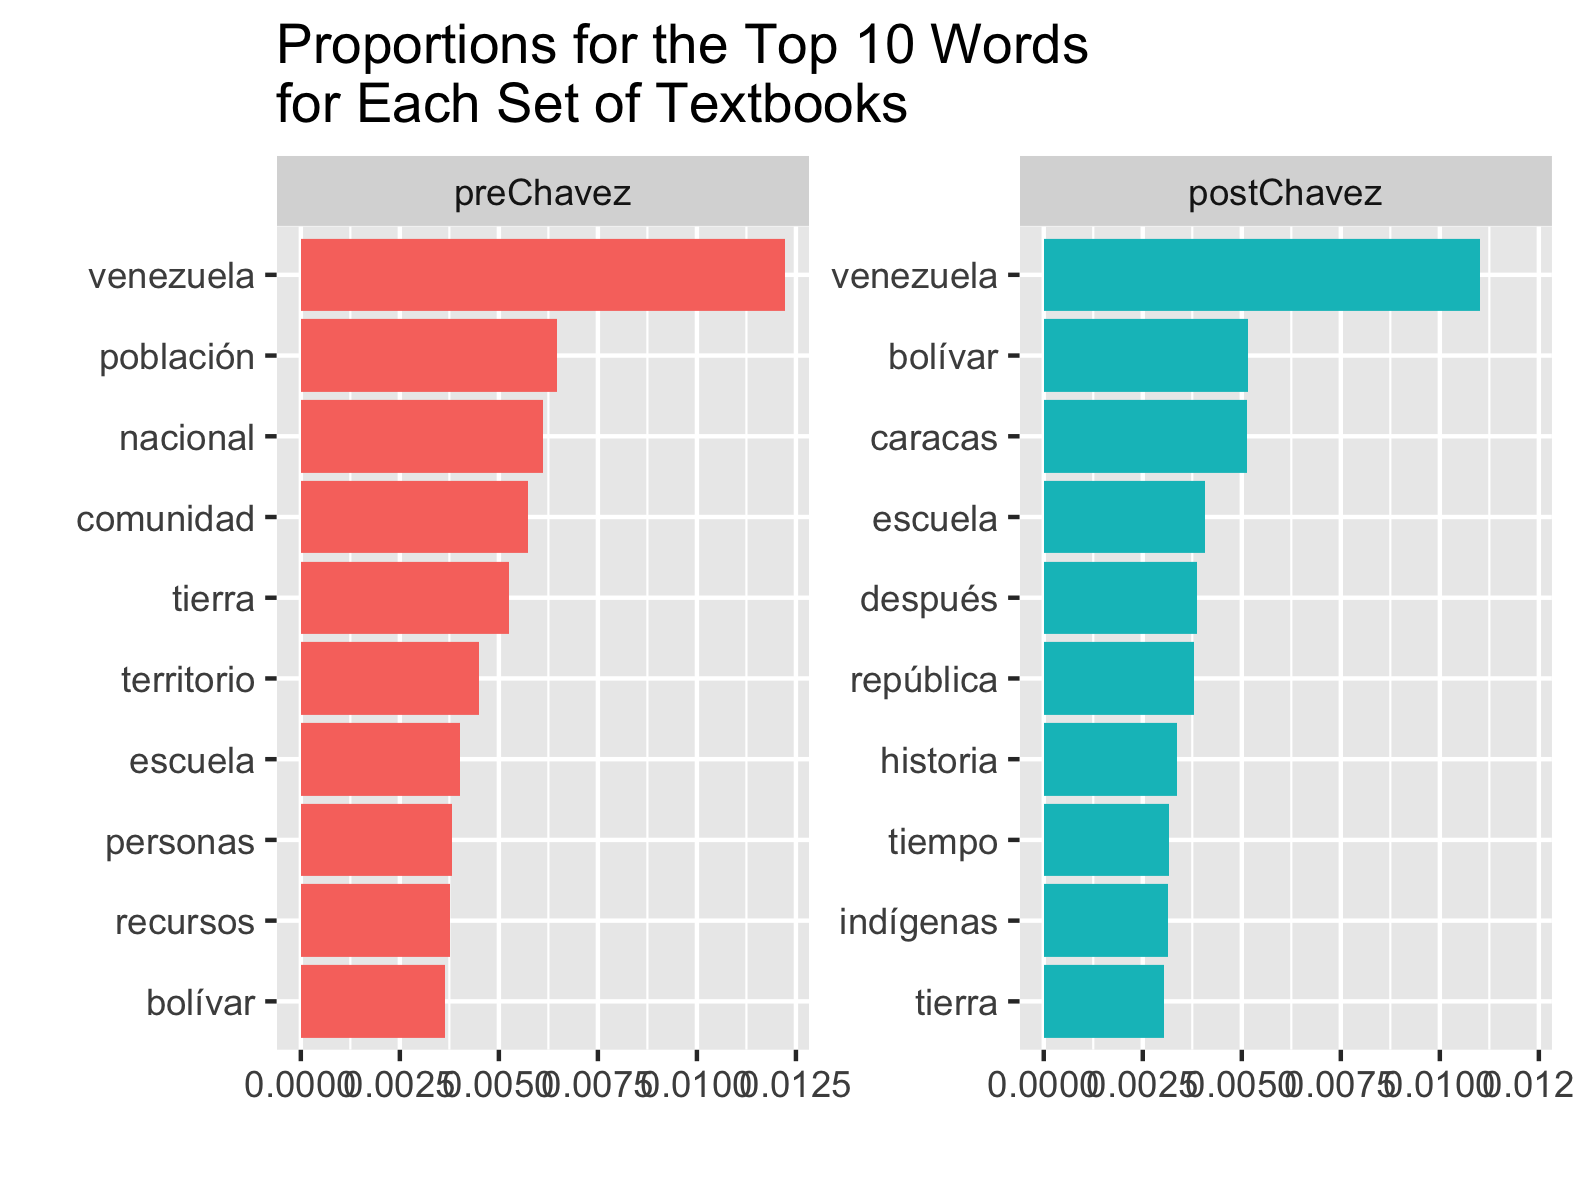 Proportions for the Top 10 Words
for Each Set of Textbooks
preChavez
venezuela
población
nacional
comunidad
tierra
territorio
escuela
personas
recursos
bolívar
0.0000 0.0025 0.0050 0.0075 0.0100 0.0125
postChavez
venezuela
bolívar
caracas
escuela
después
república
historia
tiempo
indígenas
tierra
0.0000 0.0025 0.0050 0.0075 0.0100 0.012